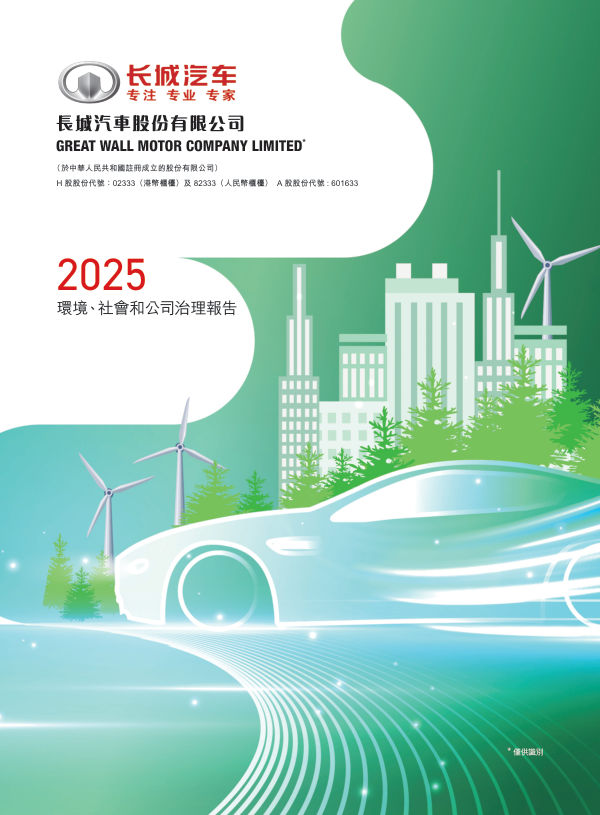 长城汽车
专注 专业 专家
長城汽車股份有限公司
GREAT WALL MOTOR COMPANY LIMITED*
（於中華人民共和國註冊成立的股份有限公司）
H 股股份代號：02333（港幣櫃檯）及 82333（人民幣櫃檯） A 股股份代號 : 601633
2025
環境、社會和公司治理報告
* 僅供識別